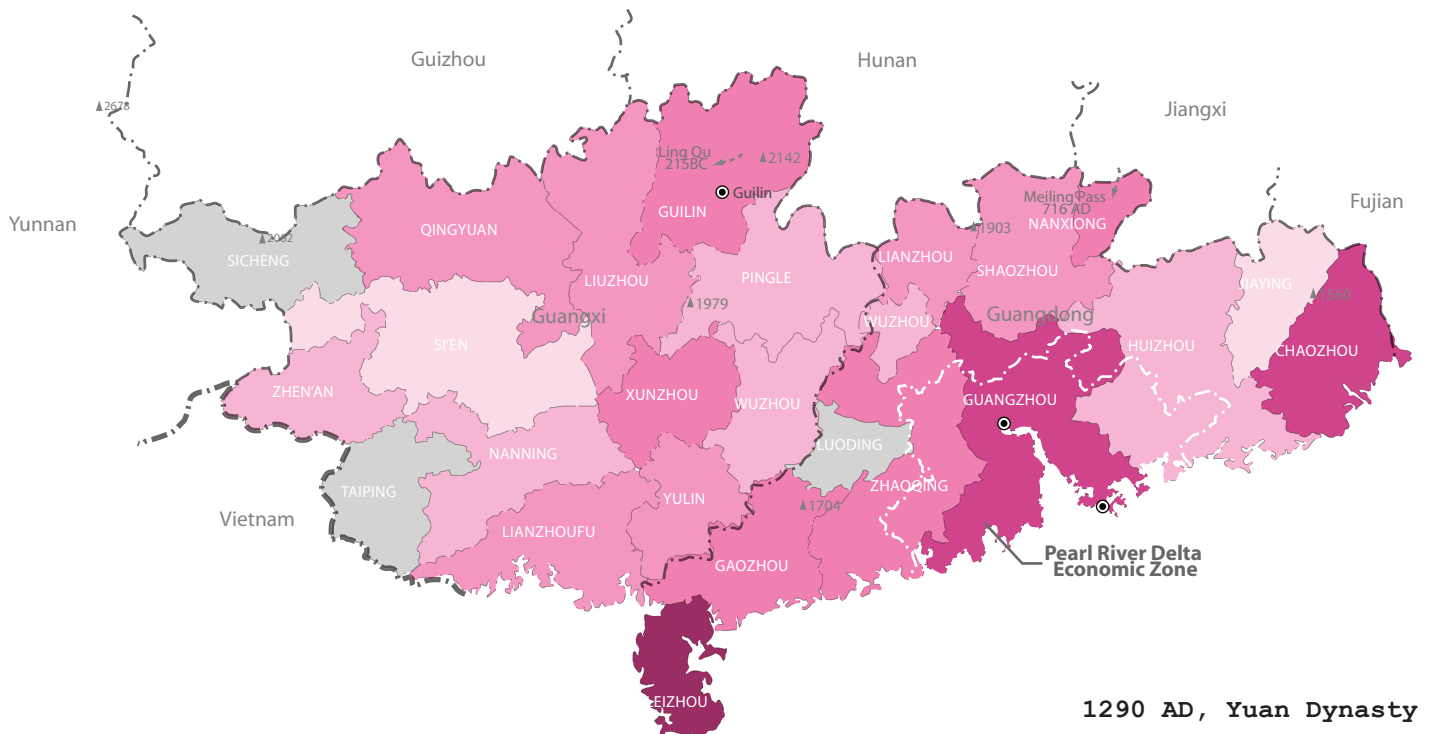 Guizhou
Hunan
Jiangxi
Fujian
Yunnan
Vietnam
Guangxi
Guangdong
▲2678
Ling Qu
215BC
▲2142
Guilin
GUILIN
Meiling Pass
716 AD
NANXIONG
▲1903
QINGYUAN
▲2082
SICHENG
LIANZHOU
SHAOZHOU
PINGLE
LIUZHOU
JIAYING
▲1560
▲1979
WUZHOU
HUIZHOU
CHAOZHOU
SI'EN
ZHEN'AN
XUNZHOU
WUZHOU
GUANGZHOU
LUODING
NANNING
TAIPING
YULIN
ZHAOQING
▲1704
LIANZHOUFU
GAOZHOU
Pearl River Delta
Economic Zone
LEIZHOU
1290 AD, Yuan Dynasty